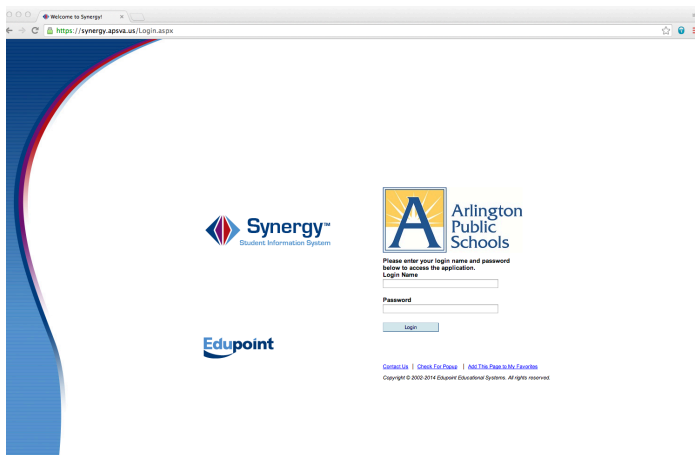 Welcome to Synergy!
https://synergy.apsva.us/Login.aspx
Synergy™
Student Information System
Edupoint
A
Arlington
Public
Schools
Please enter your login name and password
below to access the application.
Login Name
Password
Login
Contact Us | Check For Popup | Add This Page to My Favorites
Copyright © 2002-2014 Edupoint Educational Systems. All rights reserved.